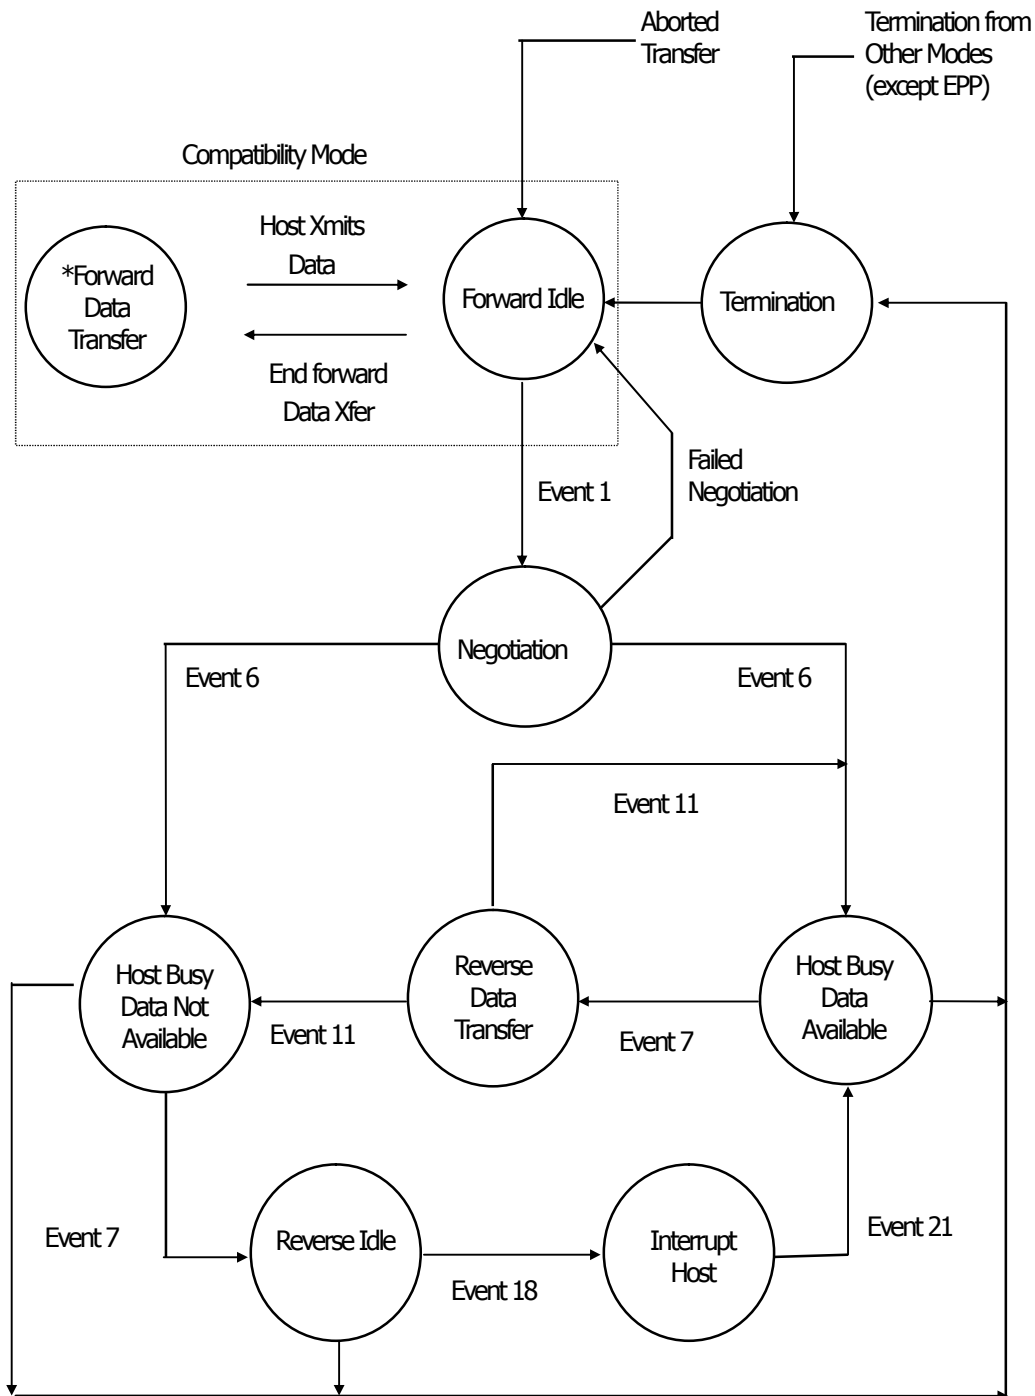 Aborted
Transfer
Termination from
Other Modes
(except EPP)
Compatibility Mode
Host Xmits
Data
*Forward
Data
Transfer
Forward Idle
Termination
End forward
Data Xfer
Failed
Negotiation
Event 1
Negotiation
Event 6
Event 6
Event 11
Host Busy
Data Not
Available
Reverse
Data
Transfer
Host Busy
Data
Available
Event 11
Event 7
Event 7
Reverse Idle
Interrupt
Host
Event 21
Event 18